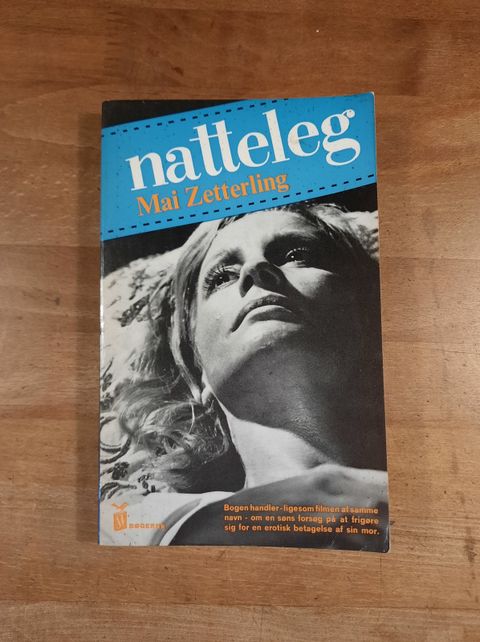 natteleg
Mai Zetterling
Bogen handler - ligesom filmen af samme
navn - om en søns forsøg på at frigøre
sig for en erotisk betagelse af sin mor.
BØGERNE